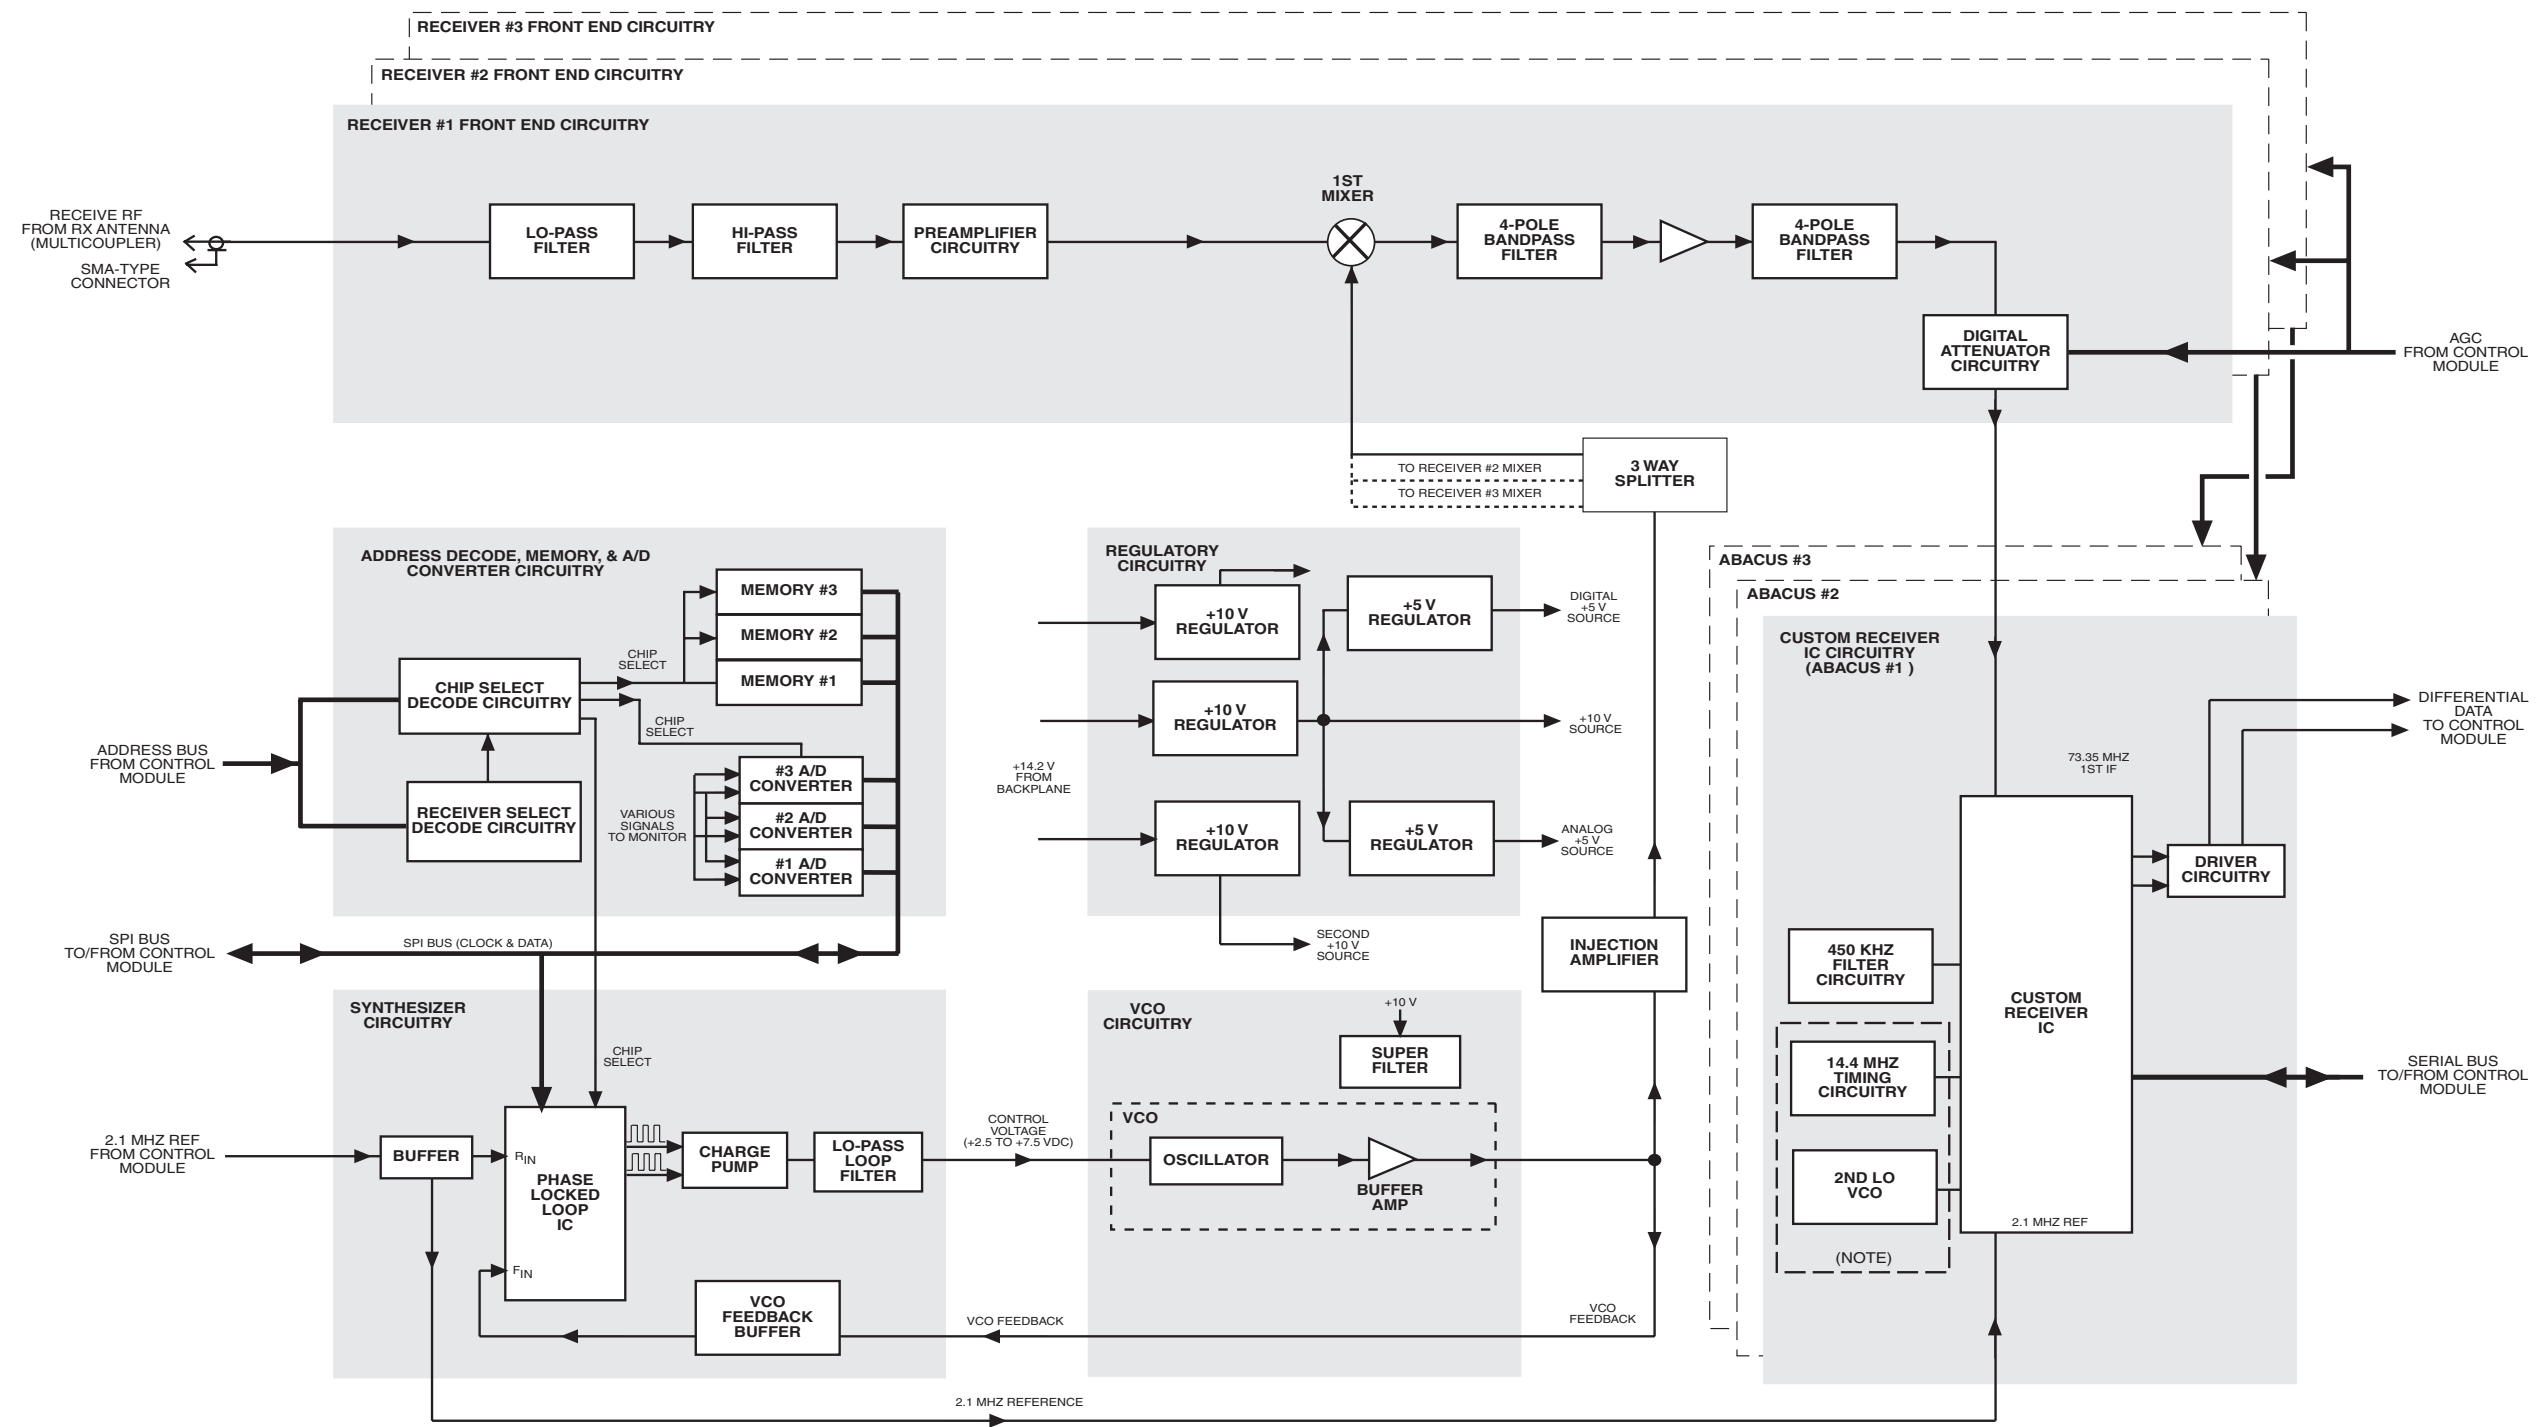 RECEIVER #3 FRONT END CIRCUITRY
RECEIVER #2 FRONT END CIRCUITRY
RECEIVER #1 FRONT END CIRCUITRY
RECEIVE RF
FROM RX ANTENNA
(MULTICOUPLER)
SMA-TYPE
CONNECTOR
LO-PASS
FILTER
HI-PASS
FILTER
PREAMPLIFIER
CIRCUITRY
1ST
MIXER
4-POLE
BANDPASS
FILTER
4-POLE
BANDPASS
FILTER
DIGITAL
ATTENUATOR
CIRCUITRY
AGC
FROM CONTROL
MODULE
3 WAY
SPLITTER
TO RECEIVER #2 MIXER
TO RECEIVER #3 MIXER
ADDRESS DECODE, MEMORY, & A/D
CONVERTER CIRCUITRY
MEMORY #3
MEMORY #2
MEMORY #1
CHIP
SELECT
CHIP SELECT
DECODE CIRCUITRY
CHIP
SELECT
ADDRESS BUS
FROM CONTROL
MODULE
RECEIVER SELECT
DECODE CIRCUITRY
VARIOUS
SIGNALS
TO MONITOR
#3 A/D
CONVERTER
#2 A/D
CONVERTER
#1 A/D
CONVERTER
SPI BUS
TO/FROM CONTROL
MODULE
SPI BUS (CLOCK & DATA)
REGULATORY
CIRCUITRY
+10 V
REGULATOR
+5 V
REGULATOR
DIGITAL
+5 V
SOURCE
+10 V
REGULATOR
+10 V
SOURCE
+14.2 V
FROM
BACKPLANE
+10 V
REGULATOR
+5 V
REGULATOR
ANALOG
+5 V
SOURCE
SECOND
+10 V
SOURCE
INJECTION
AMPLIFIER
ABACUS #3
ABACUS #2
CUSTOM RECEIVER
IC CIRCUITRY
(ABACUS #1 )
DIFFERENTIAL
DATA
TO CONTROL
MODULE
73.35 MHZ
1ST IF
DRIVER
CIRCUITRY
450 KHZ
FILTER
CIRCUITRY
CUSTOM
RECEIVER
IC
14.4 MHZ
TIMING
CIRCUITRY
2ND LO
VCO
2.1 MHZ REF
(NOTE)
SERIAL BUS
TO/FROM CONTROL
MODULE
SYNTHESIZER
CIRCUITRY
CHIP
SELECT
2.1 MHZ REF
FROM CONTROL
MODULE
BUFFER
RIN
PHASE
LOCKED
LOOP
IC
FIN
CHARGE
PUMP
LO-PASS
LOOP
FILTER
CONTROL
VOLTAGE
(+2.5 TO +7.5 VDC)
VCO
FEEDBACK
BUFFER
VCO FEEDBACK
VCO
CIRCUITRY
+10 V
SUPER
FILTER
VCO
OSCILLATOR
BUFFER
AMP
VCO
FEEDBACK
2.1 MHZ REFERENCE